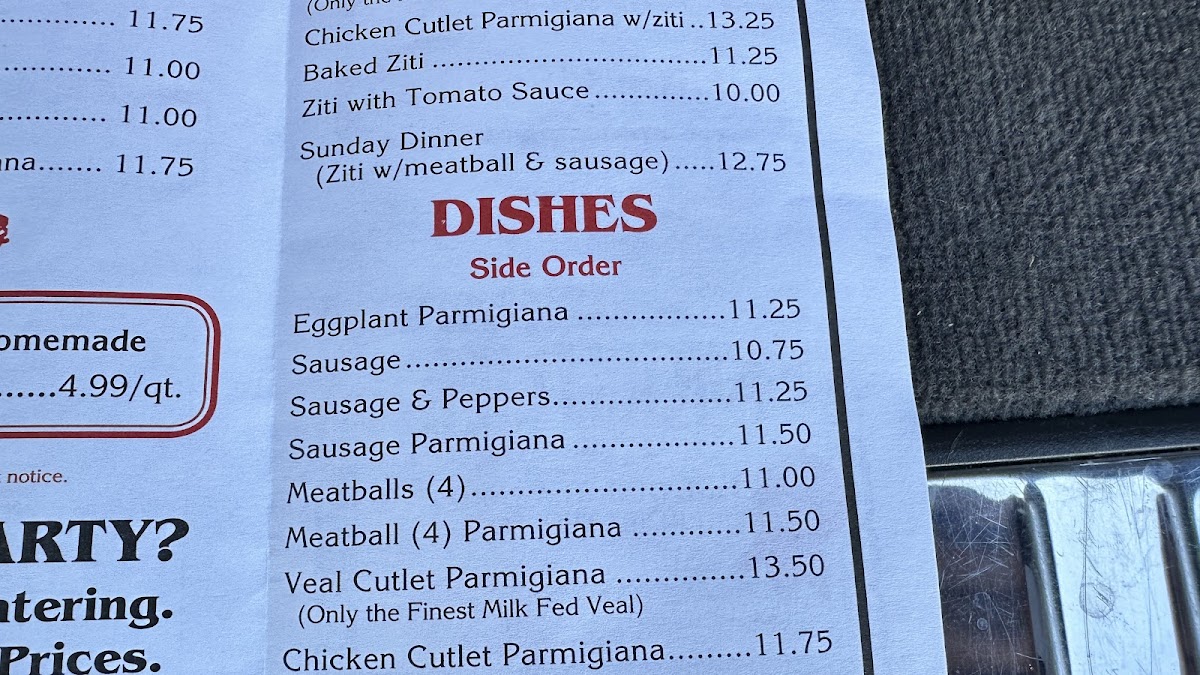 11.75
11.00
11.00
11.75
omemade
4.99/qt.
notice.
ARTY?
atering.
Prices.
(Only the
Chicken Cutlet Parmigiana w/ziti ..13.25
Baked Ziti ..................................11.25
Ziti with Tomato Sauce..............10.00
Sunday Dinner
(Ziti w/meatball & sausage).....12.75
DISHES
Side Order
Eggplant Parmigiana ..................11.25
Sausage........................................10.75
Sausage & Peppers......................11.25
Sausage Parmigiana ....................11.50
Meatballs (4).................................11.00
Meatball (4) Parmigiana .............11.50
Veal Cutlet Parmigiana ................13.50
(Only the Finest Milk Fed Veal)
Chicken Cutlet Parmigiana.........11.75